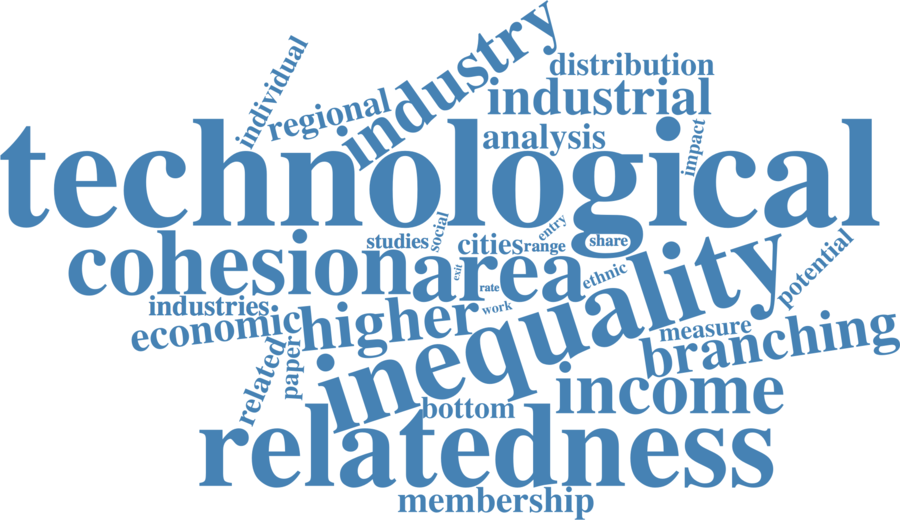 individual
regional
industry
distribution
industrial
analysis
impact
technological
studies
social
cities
entry
range
share
cohesion
area
exit
rate
ethnic
potential
industries
economic
higher
work
inequality
measure
branching
related
paper
income
bottom
relatedness
membership